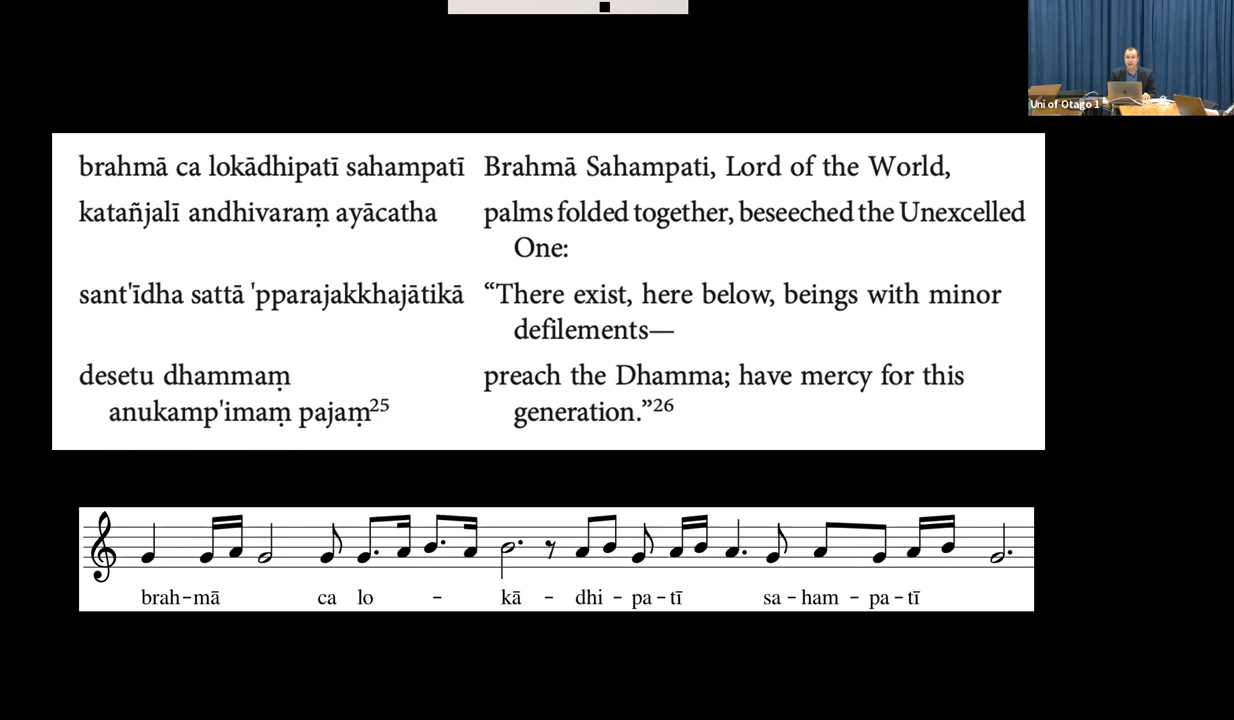 Uni of Otago 1
brahmā ca lokādhipatī sahampatī
Brahmā Sahampati, Lord of the World,
katañjalī andhivaraṃ ayācatha
palms folded together, beseeched the Unexcelled
One:
sant'īdha sattā 'pparajakkhajātikā
“There exist, here below, beings with minor
defilements—
desetu dhammaṃ
anukamp'imaṃ pajaṃ25
preach the Dhamma; have mercy for this
generation.”26
brah-mā ca lo - kā - dhi - pa - tī sa - ham - pa - tī